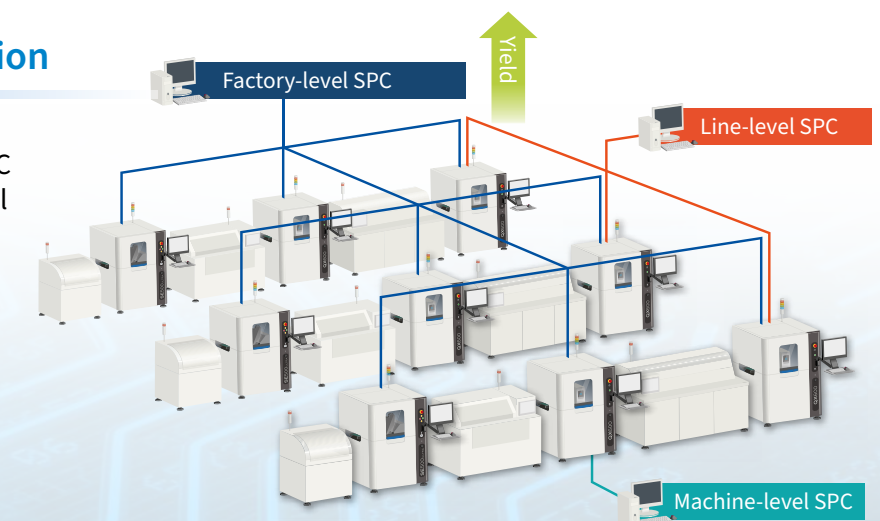 ion
Factory-level SPC
Yield
Line-level SPC
C
l
Machine-level SPC